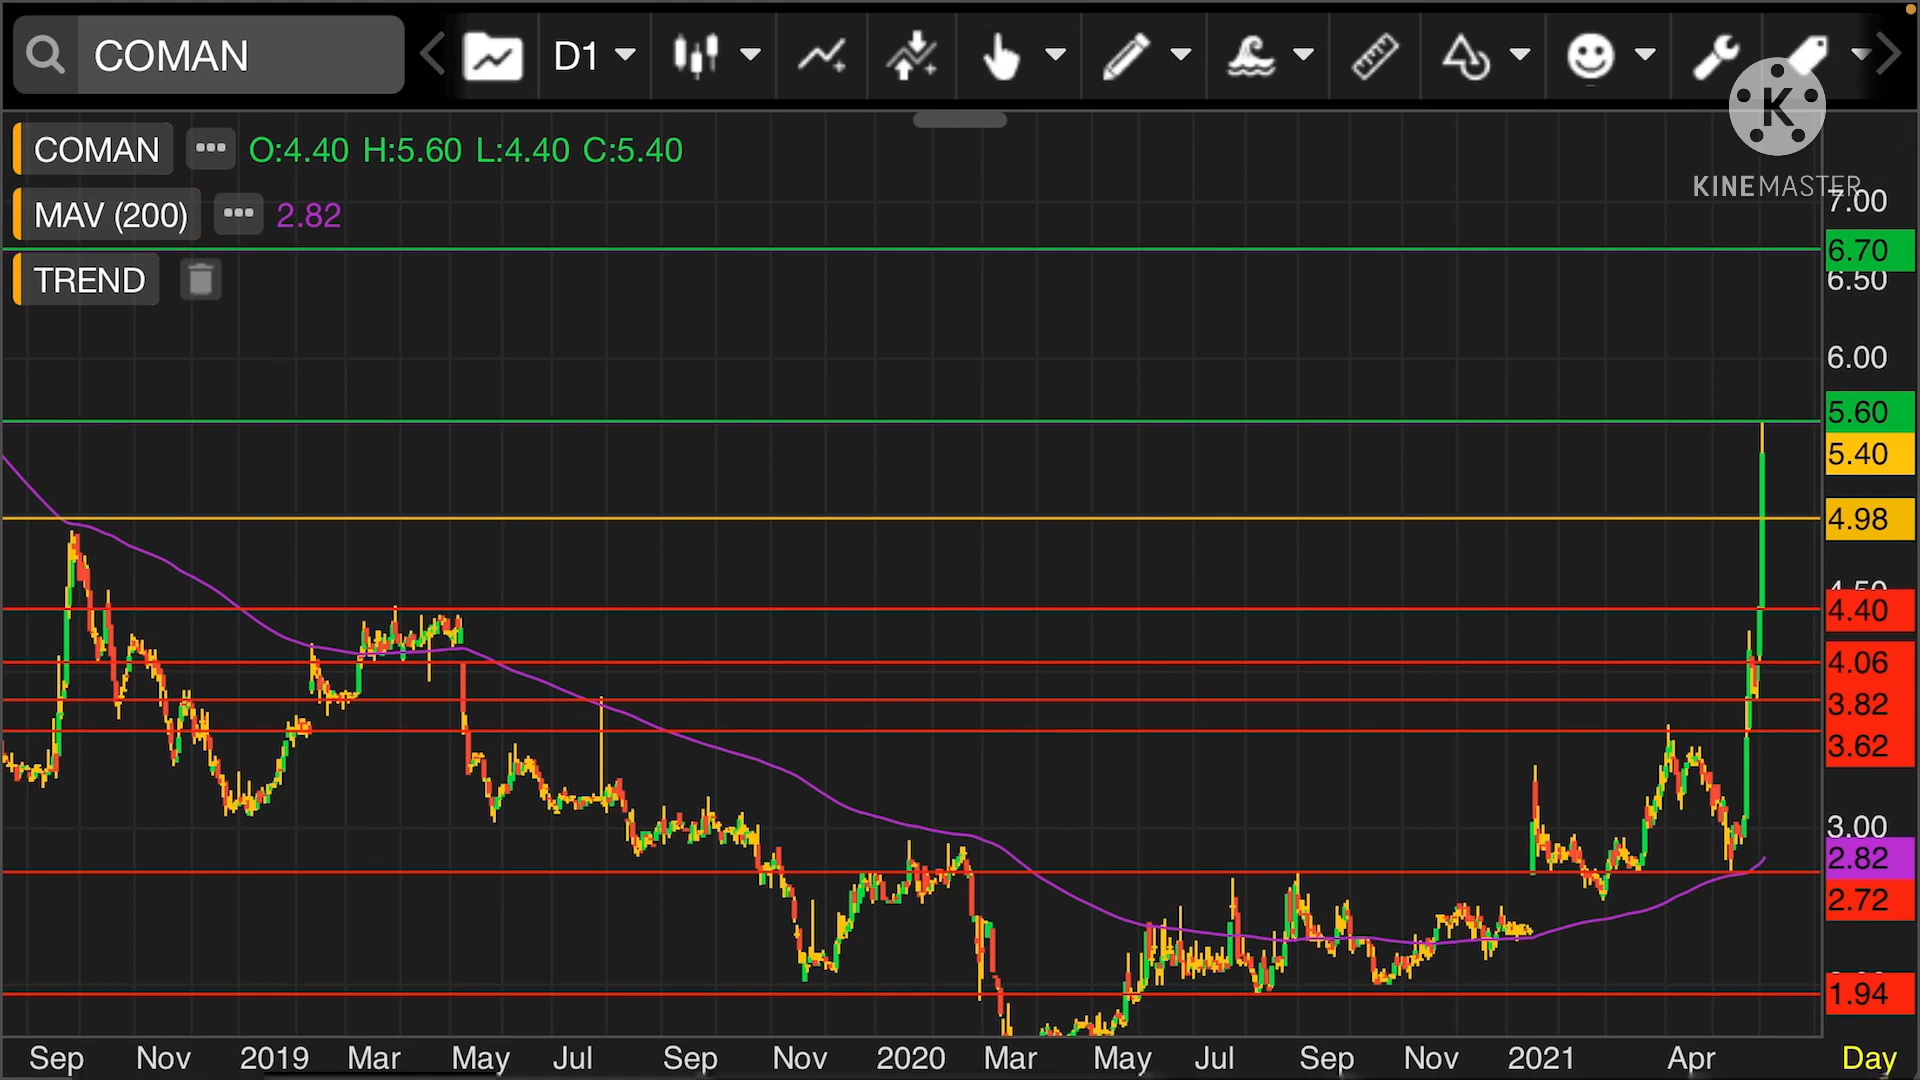 COMAN
D1
COMAN ••• O:4.40 H:5.60 L:4.40 C:5.40
MAV (200) ••• 2.82
TREND
K
KINEMASTER
7.00
6.70
6.50
6.00
5.60
5.40
4.98
4.50
4.40
4.06
3.82
3.62
3.00
2.82
2.72
1.94
Sep Nov 2019 Mar May Jul Sep Nov 2020 Mar May Jul Sep Nov 2021 Apr Day